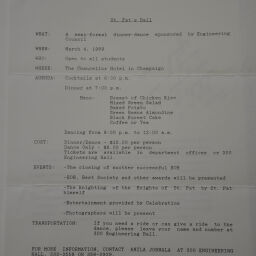 St. Pat's Ball
WHAT: A semi-formal dinner-dance sponsored by Engineering
Council
WHEN: March 4, 1989
WHO: Open to all students
WHERE: The Chancellor Hotel in Champaign
AGENDA: Cocktails at 6:00 p.m.
Dinner at 7:00 p.m.
Menu: Breast of Chicken
Mixed Green Salad
Baked Potato
Green Beans Almondine
Black Forest Cake
Coffee or Tea
Dancing from 9:00 p.m. to 12:00 a.m.
COST: Dinner/Dance - per person
Dance Only - per person
Tickets are available in department offices or 300
Engineering Hall
EVENTS: -The closing of another successful EOH
-EOH, Best Society and other awards will be presented
-The Knighting of the Knights of St. Pat by St. Pat
himself
-Entertainment provided by Celebration
-Photographers will be present
TRANSPORTATION: If you need a ride or can give a ride to the
dance, please leave your name and number at
300 Engineering Hall.
FOR MORE INFORMATION, CONTACT AT 300 ENGINEERING
HALL,